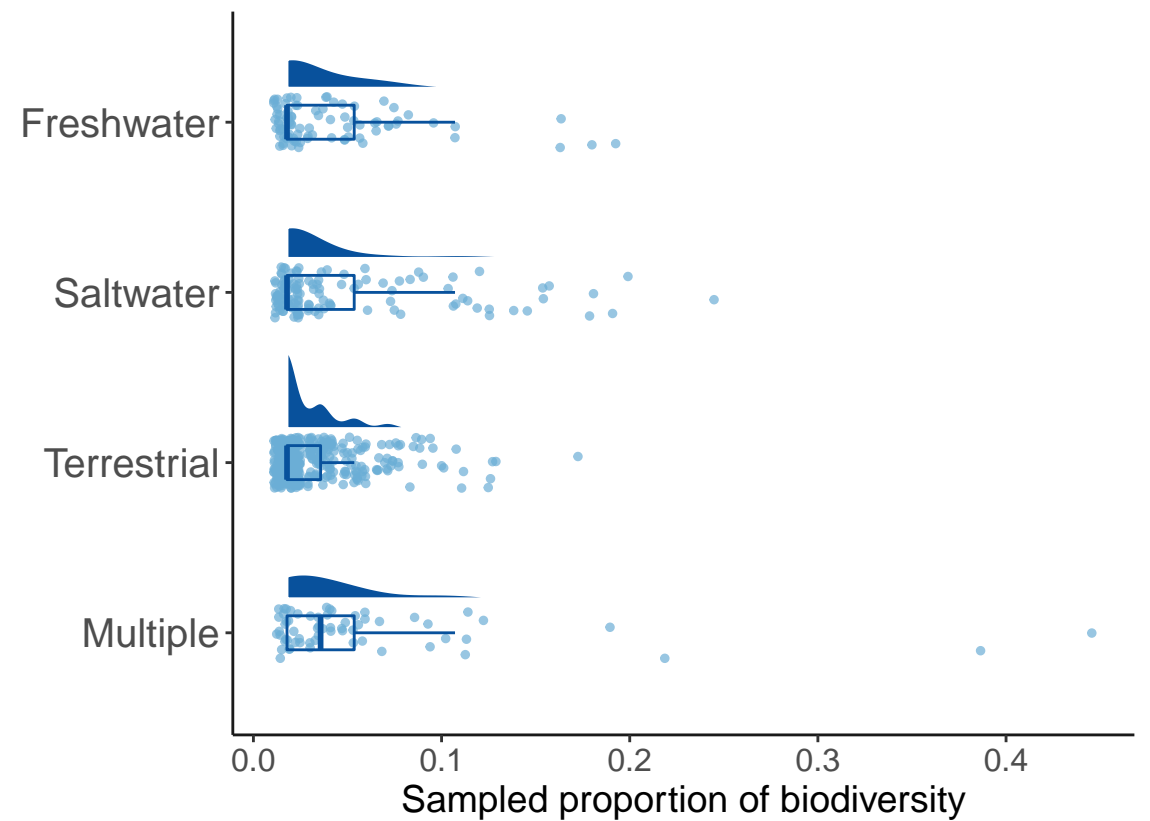 Freshwater
Saltwater
Terrestrial
Multiple
0.0 0.1 0.2 0.3 0.4
Sampled proportion of biodiversity